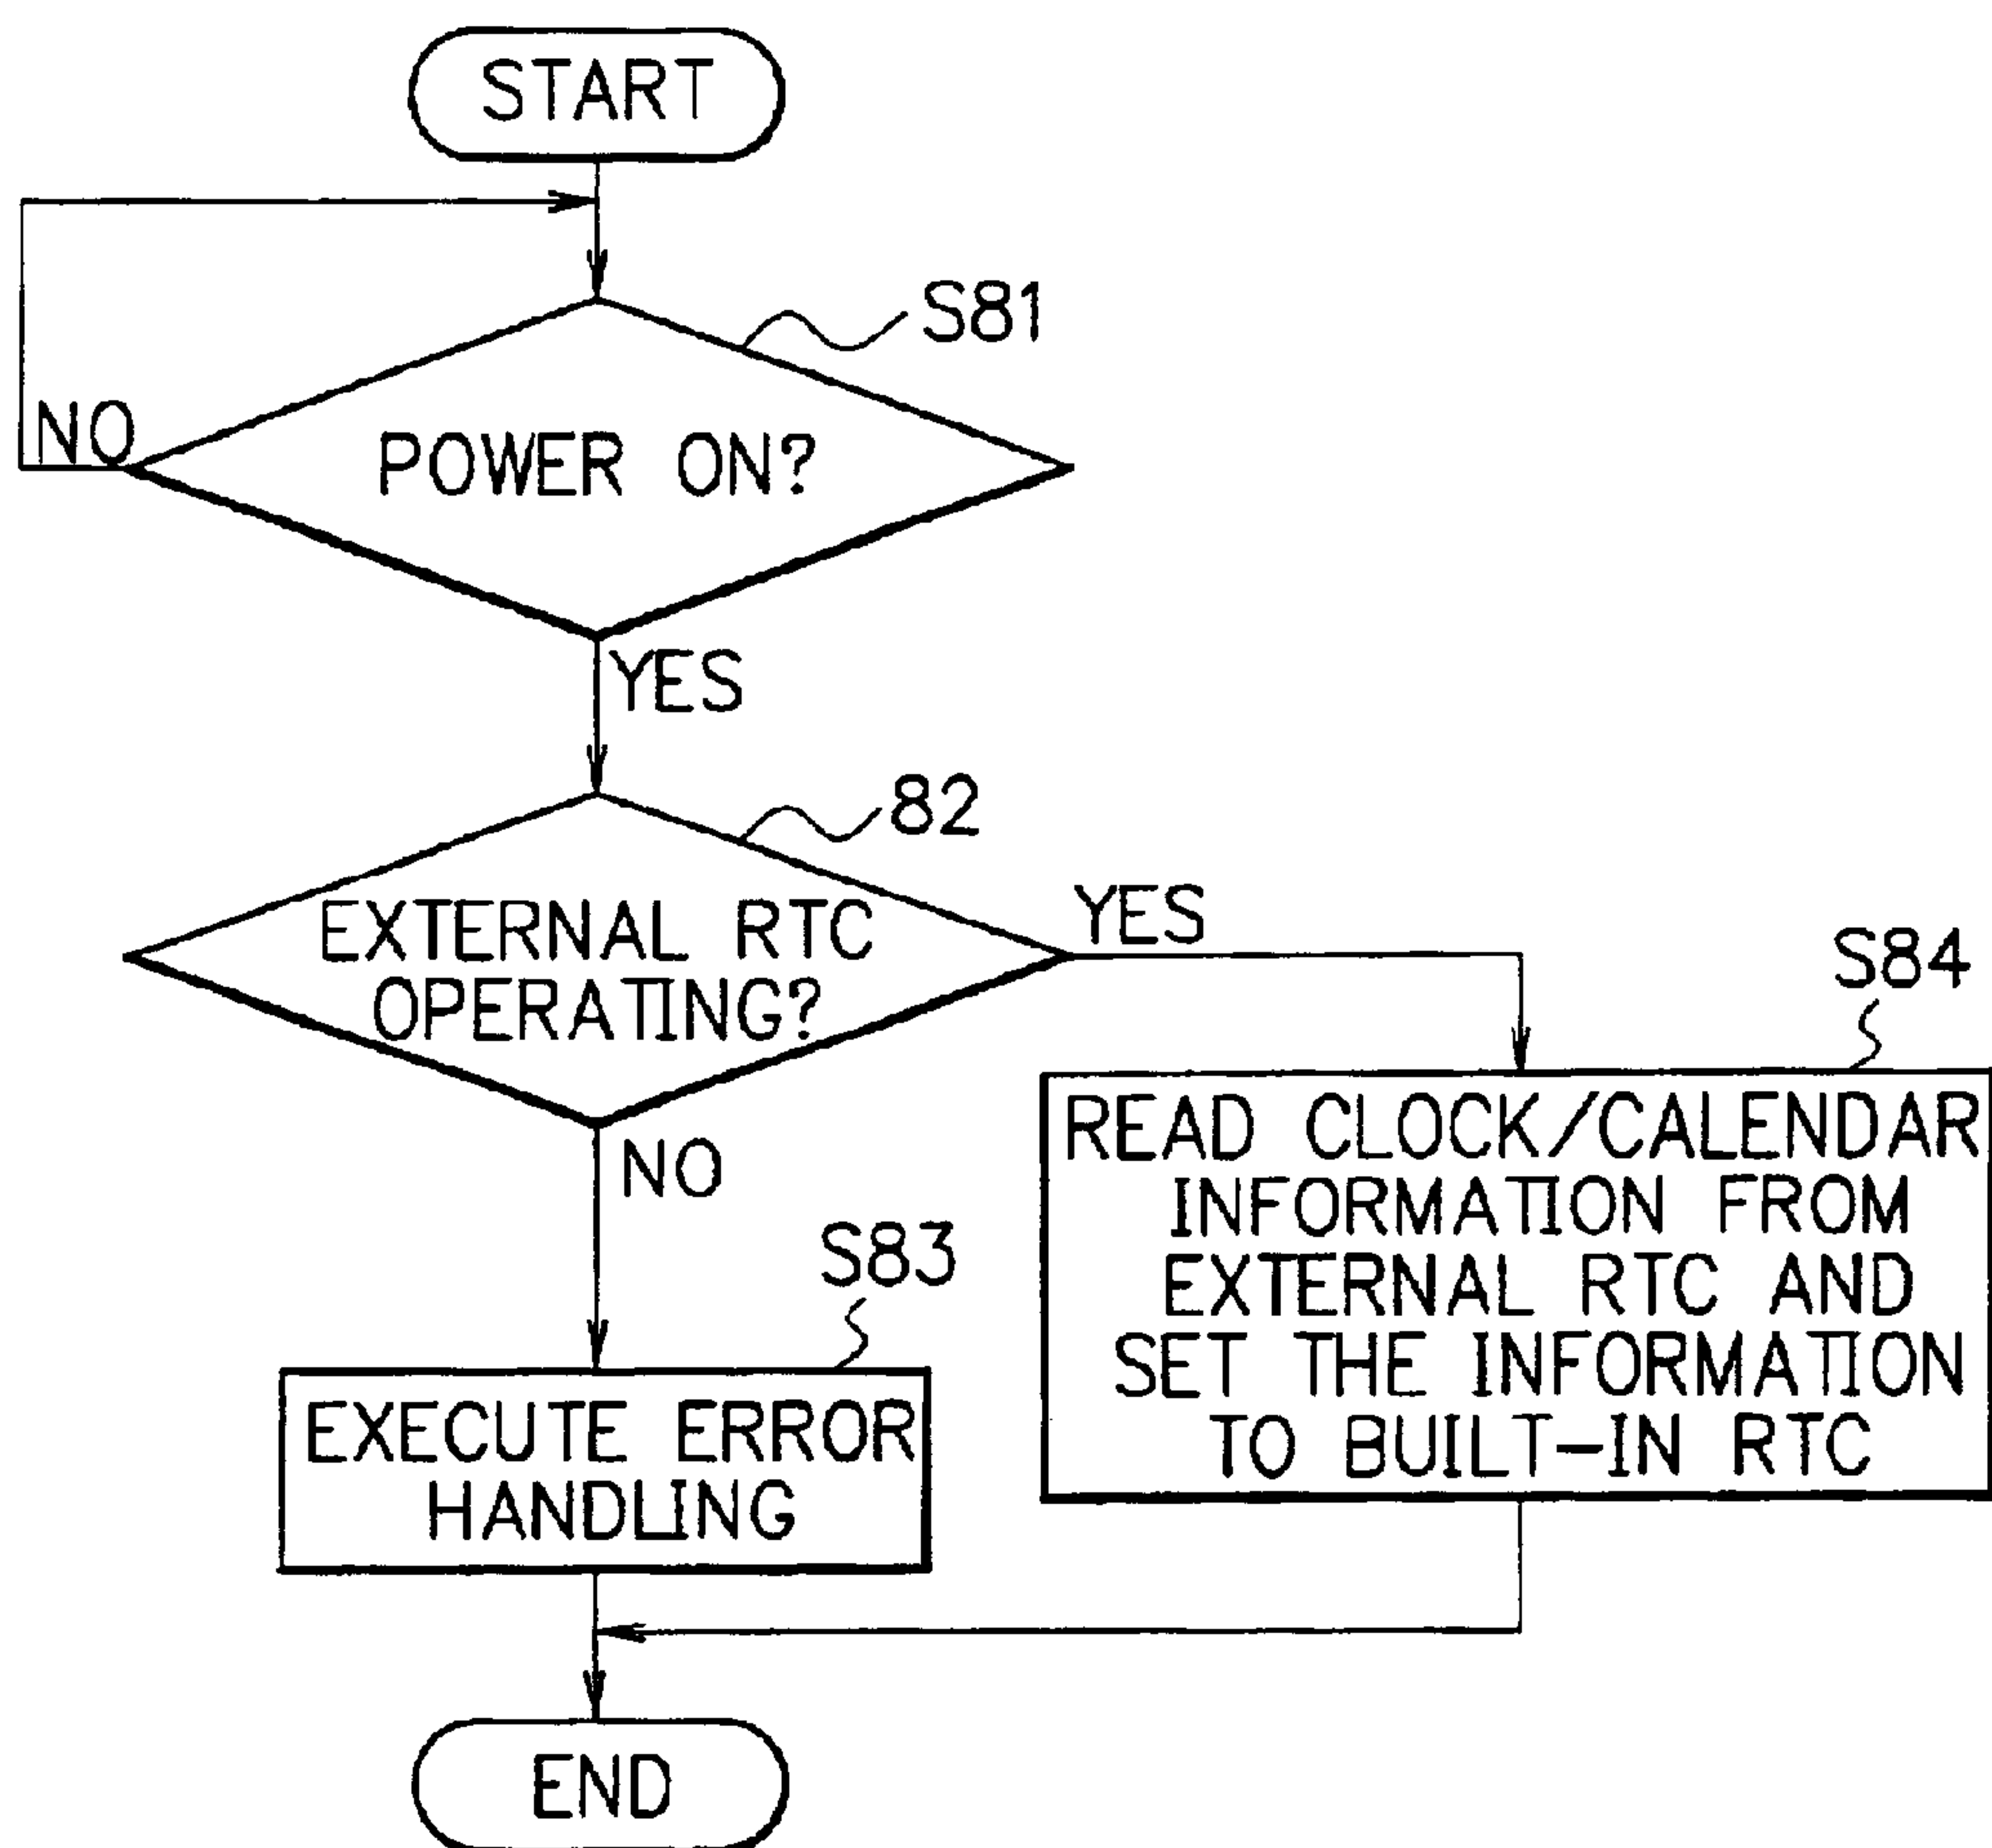 START
S81
NO
POWER ON?
YES
82
EXTERNAL RTC
OPERATING?
YES
S84
READ CLOCK/CALENDAR
INFORMATION FROM
EXTERNAL RTC AND
SET THE INFORMATION
TO BUILT-IN RTC
NO
S83
EXECUTE ERROR
HANDLING
END